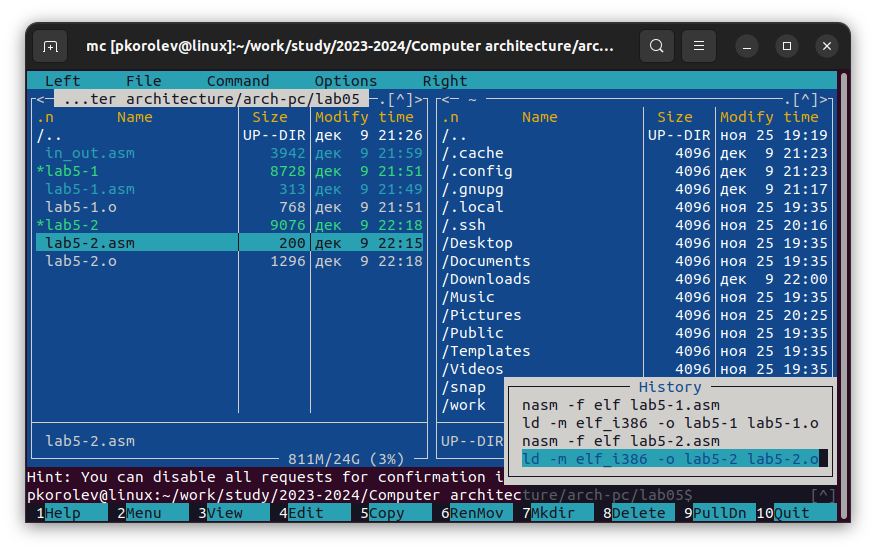 mc [pkorolev@linux]:~/work/study/2023-2024/Computer architecture/arc...
Left File Command Options Right
<─ ...ter architecture/arch-pc/lab05 ─.[^]>
.n Name Size Modify time
/.. UP--DIR дек 9 21:26
in_out.asm 3942 дек 9 21:59
*lab5-1 8728 дек 9 21:51
lab5-1.asm 313 дек 9 21:49
lab5-1.o 768 дек 9 21:51
*lab5-2 9076 дек 9 22:18
lab5-2.asm 200 дек 9 22:15
lab5-2.o 1296 дек 9 22:18
lab5-2.asm
811M/24G (3%)
<─ ~ ─.[^]>
.n Name Size Modify time
/.. UP--DIR ноя 25 19:19
/.cache 4096 дек 9 21:23
/.config 4096 дек 9 21:23
/.gnupg 4096 дек 9 21:17
/.local 4096 ноя 25 19:35
/.ssh 4096 ноя 25 20:16
/Desktop 4096 ноя 25 19:35
/Documents 4096 ноя 25 19:35
/Downloads 4096 дек 9 22:00
/Music 4096 ноя 25 19:35
/Pictures 4096 ноя 25 20:25
/Public 4096 ноя 25 19:35
/Templates 4096 ноя 25 19:35
/Videos 4096 ноя 25 19:35
/snap
/work
UP--DIR
History
nasm -f elf lab5-1.asm
ld -m elf_i386 -o lab5-1 lab5-1.o
nasm -f elf lab5-2.asm
ld -m elf_i386 -o lab5-2 lab5-2.o
Hint: You can disable all requests for confirmation i
pkorolev@linux:~/work/study/2023-2024/Computer architecture/arch-pc/lab05$ [^]
1Help 2Menu 3View 4Edit 5Copy 6RenMov 7Mkdir 8Delete 9PullDn 10Quit